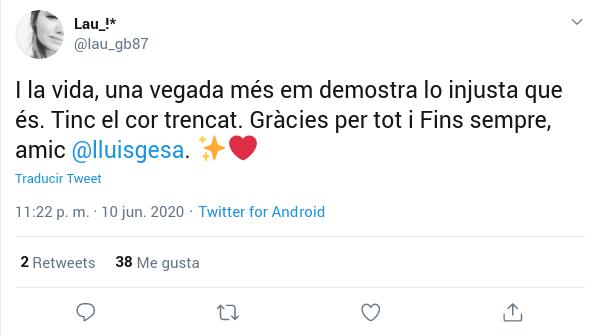 Lau_!*
@lau_gb87
I la vida, una vegada més em demostra lo injusta que
és. Tinc el cor trencat. Gràcies per tot i Fins sempre,
amic @lluisgesa. ✨❤️
Traducir Tweet
11:22 p. m. · 10 jun. 2020 · Twitter for Android
2 Retweets 38 Me gusta